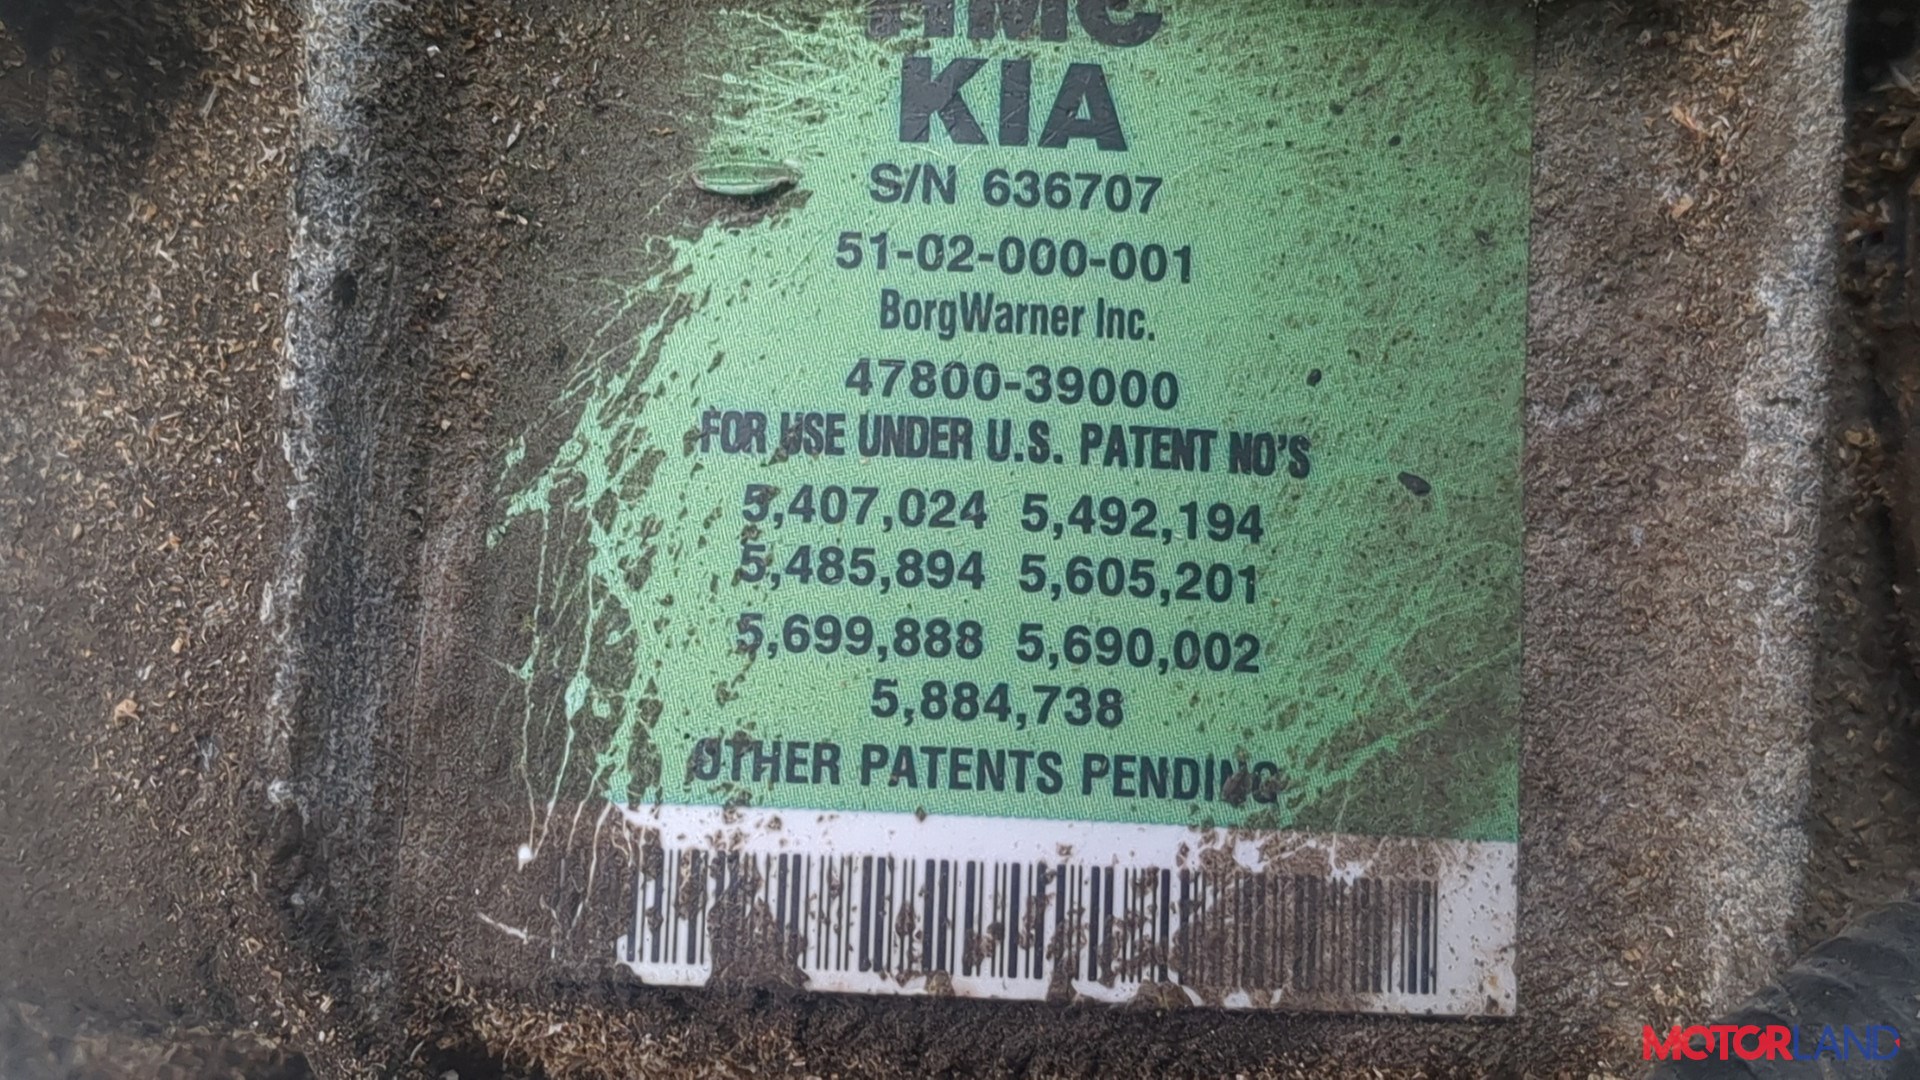 HMC
KIA
S/N 636707
51-02-000-001
BorgWarner Inc.
47800-39000
FOR USE UNDER U.S. PATENT NO'S
5,407,024 5,492,194
5,485,894 5,605,201
5,699,888 5,690,002
5,884,738
OTHER PATENTS PENDING
MOTORLAND